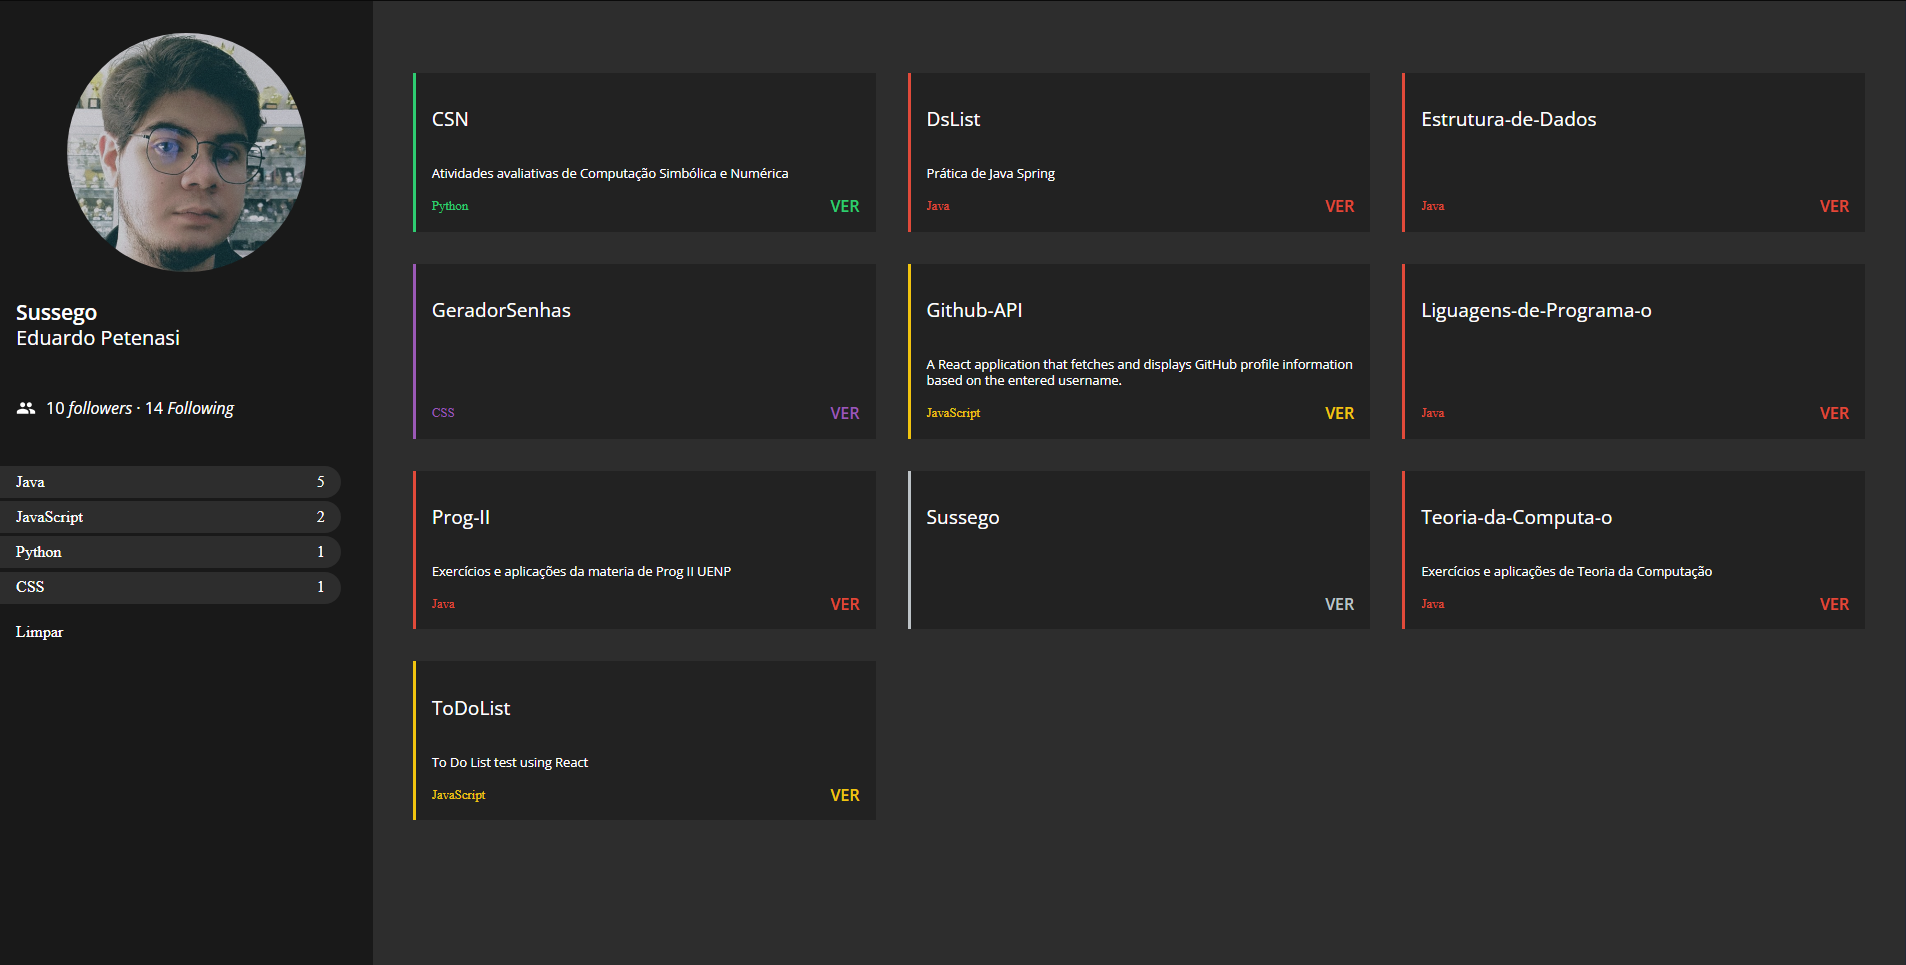 Sussego
Eduardo Petenasi
10 followers · 14 Following
Java 5
JavaScript 2
Python 1
CSS 1
Limpar
CSN
Atividades avaliativas de Computação Simbólica e Numérica
Python VER
DsList
Prática de Java Spring
Java VER
Estrutura-de-Dados
Java VER
GeradorSenhas
CSS VER
Github-API
A React application that fetches and displays GitHub profile information
based on the entered username.
JavaScript VER
Liguagens-de-Programa-o
Java VER
Prog-II
Exercícios e aplicações da materia de Prog II UENP
Java VER
Sussego
VER
Teoria-da-Computa-o
Exercícios e aplicações de Teoria da Computação
Java VER
ToDoList
To Do List test using React
JavaScript VER